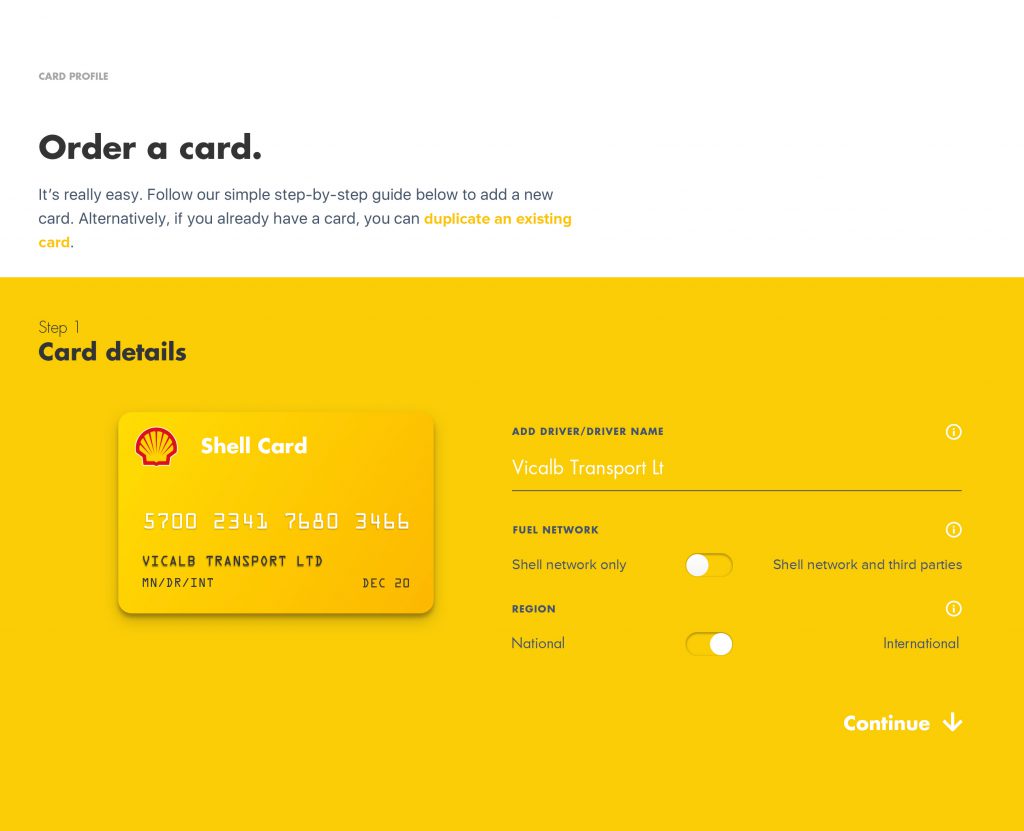 CARD PROFILE
Order a card.
It's really easy. Follow our simple step-by-step guide below to add a new
card. Alternatively, if you already have a card, you can duplicate an existing
card.
Step 1
Card details
Shell Card
5700 2341 7680 3466
VICALB TRANSPORT LTD
MN/DR/INT DEC 20
ADD DRIVER/DRIVER NAME
Vicalb Transport Lt
FUEL NETWORK
Shell network only Shell network and third parties
REGION
National International
Continue